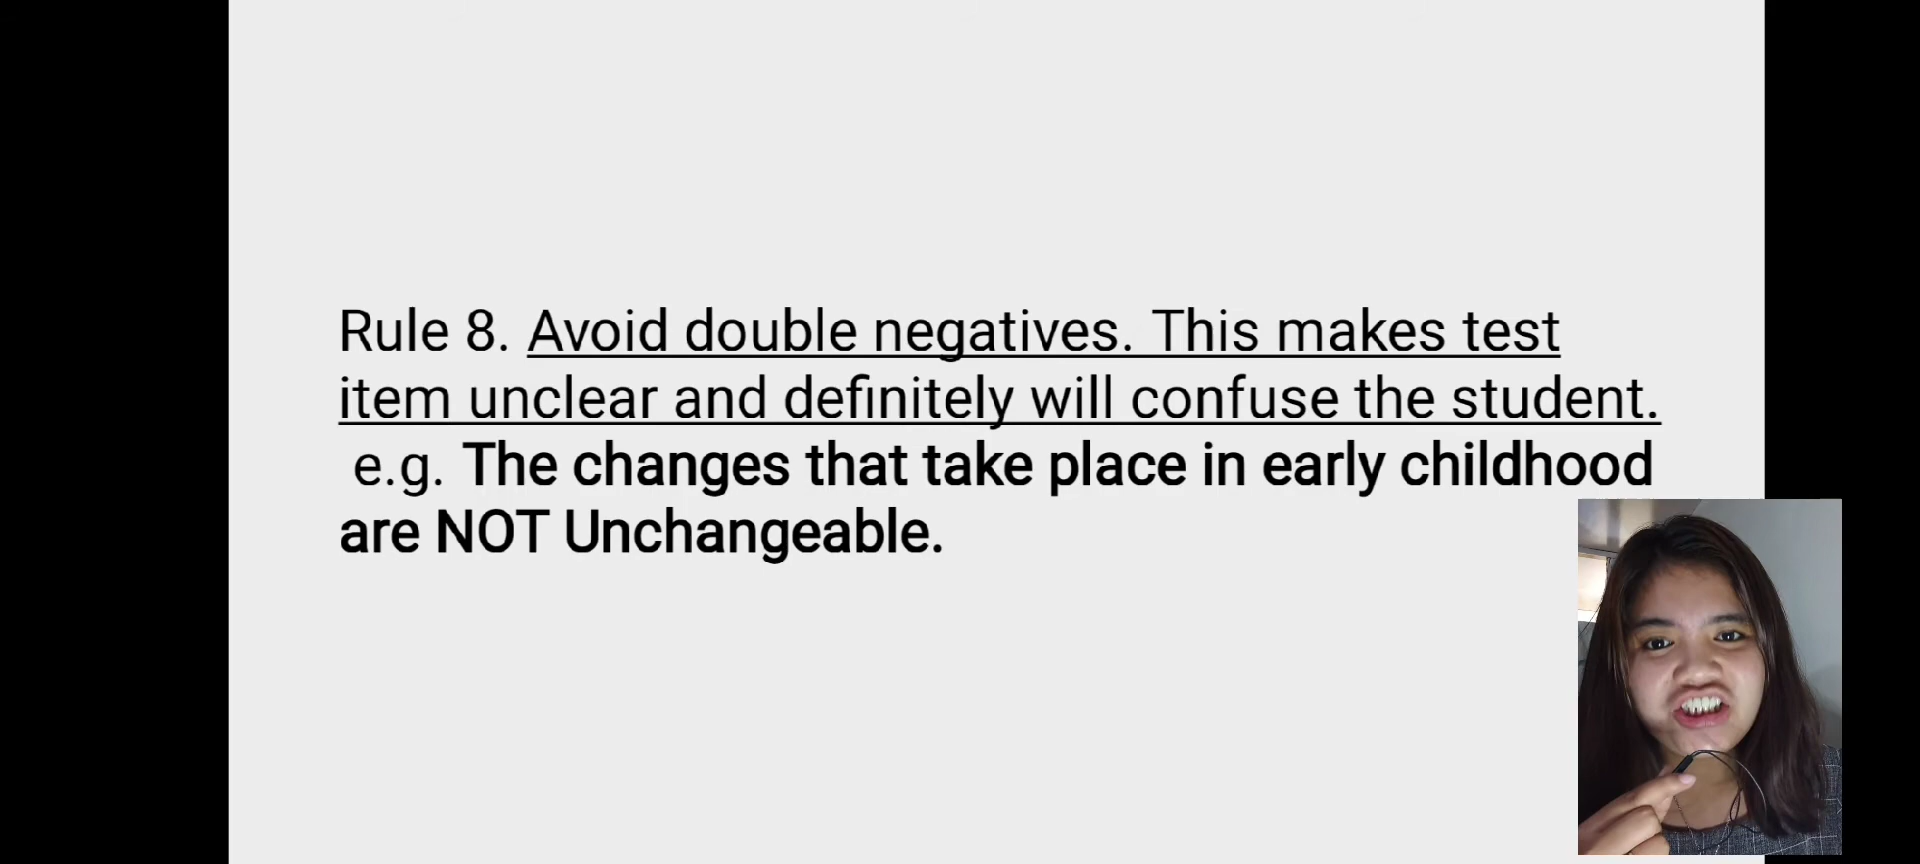 Rule 8. Avoid double negatives. This makes test
item unclear and definitely will confuse the student.
e.g. The changes that take place in early childhood
are NOT Unchangeable.